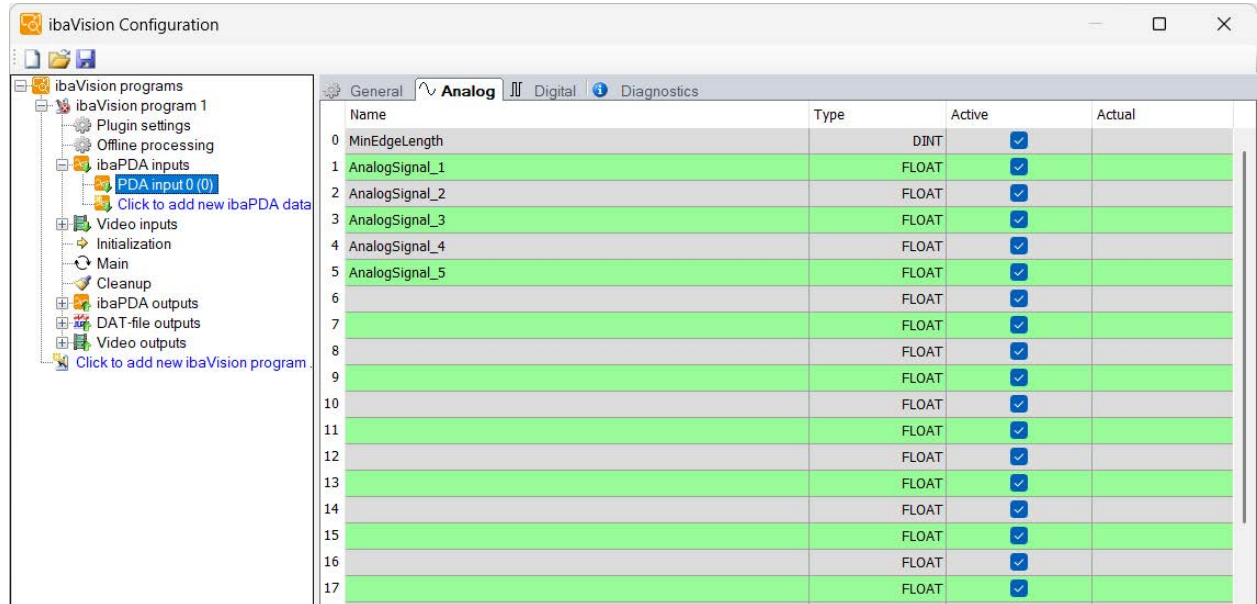 ibaVision Configuration
ibaVision programs
ibaVision program 1
Plugin settings
Offline processing
ibaPDA inputs
PDA input 0 (0)
Click to add new ibaPDA data
Video inputs
Initialization
Main
Cleanup
ibaPDA outputs
DAT-file outputs
Video outputs
Click to add new ibaVision program .
General Analog Digital Diagnostics
Name Type Active Actual
0 MinEdgeLength DINT
1 AnalogSignal_1 FLOAT
2 AnalogSignal_2 FLOAT
3 AnalogSignal_3 FLOAT
4 AnalogSignal_4 FLOAT
5 AnalogSignal_5 FLOAT
6 FLOAT
7 FLOAT
8 FLOAT
9 FLOAT
10 FLOAT
11 FLOAT
12 FLOAT
13 FLOAT
14 FLOAT
15 FLOAT
16 FLOAT
17 FLOAT